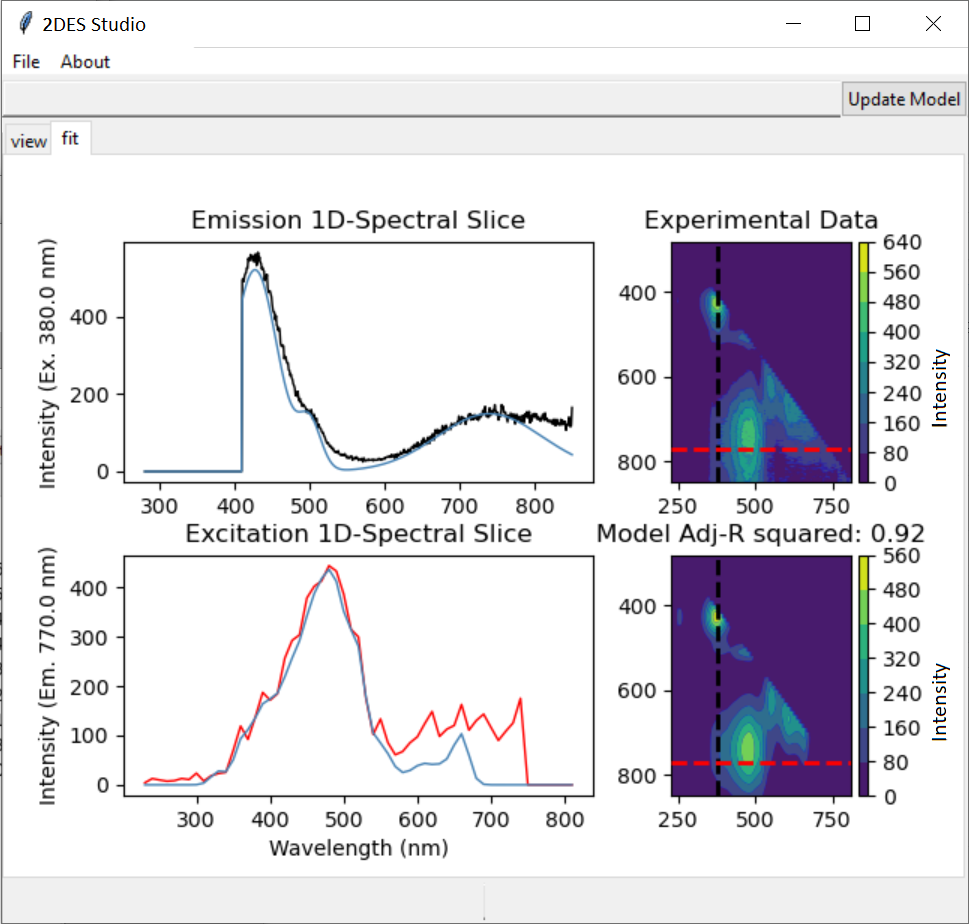 2DES Studio
File About
Update Model
view fit
Emission 1D-Spectral Slice
Intensity (Ex. 380.0 nm)
400
200
0
300 400 500 600 700 800
Experimental Data
400
600
800
250 500 750
640
560
480
400
320
240
160
80
0
Intensity
Excitation 1D-Spectral Slice
Intensity (Em. 770.0 nm)
400
300
200
100
0
300 400 500 600 700 800
Wavelength (nm)
Model Adj-R squared: 0.92
400
600
800
250 500 750
560
480
400
320
240
160
80
0
Intensity